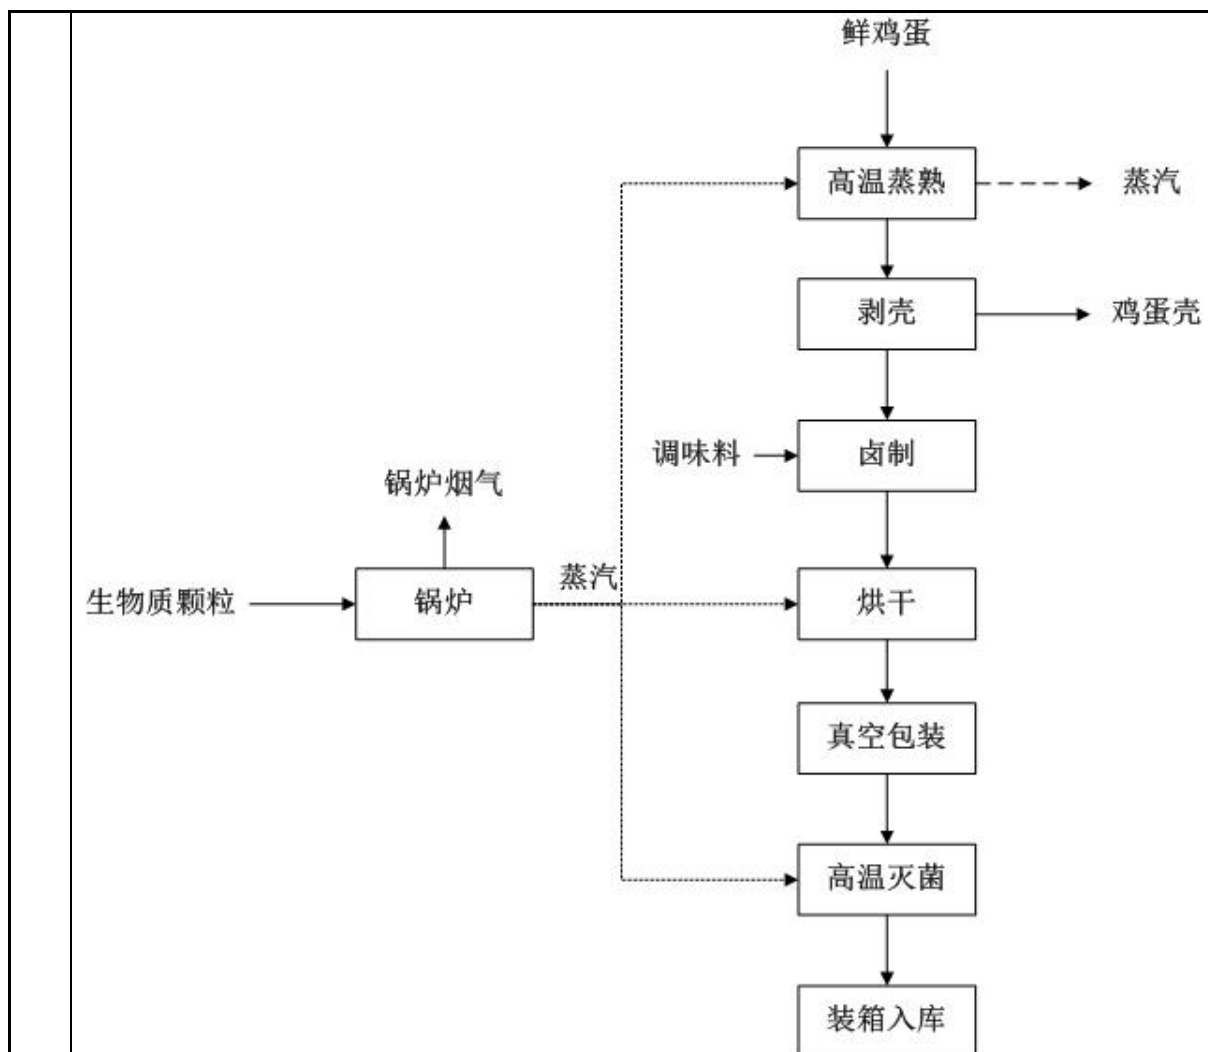 鲜鸡蛋
高温蒸熟
蒸汽
剥壳
鸡蛋壳
调味料
卤制
锅炉烟气
蒸汽
生物质颗粒
锅炉
烘干
真空包装
高温灭菌
装箱入库